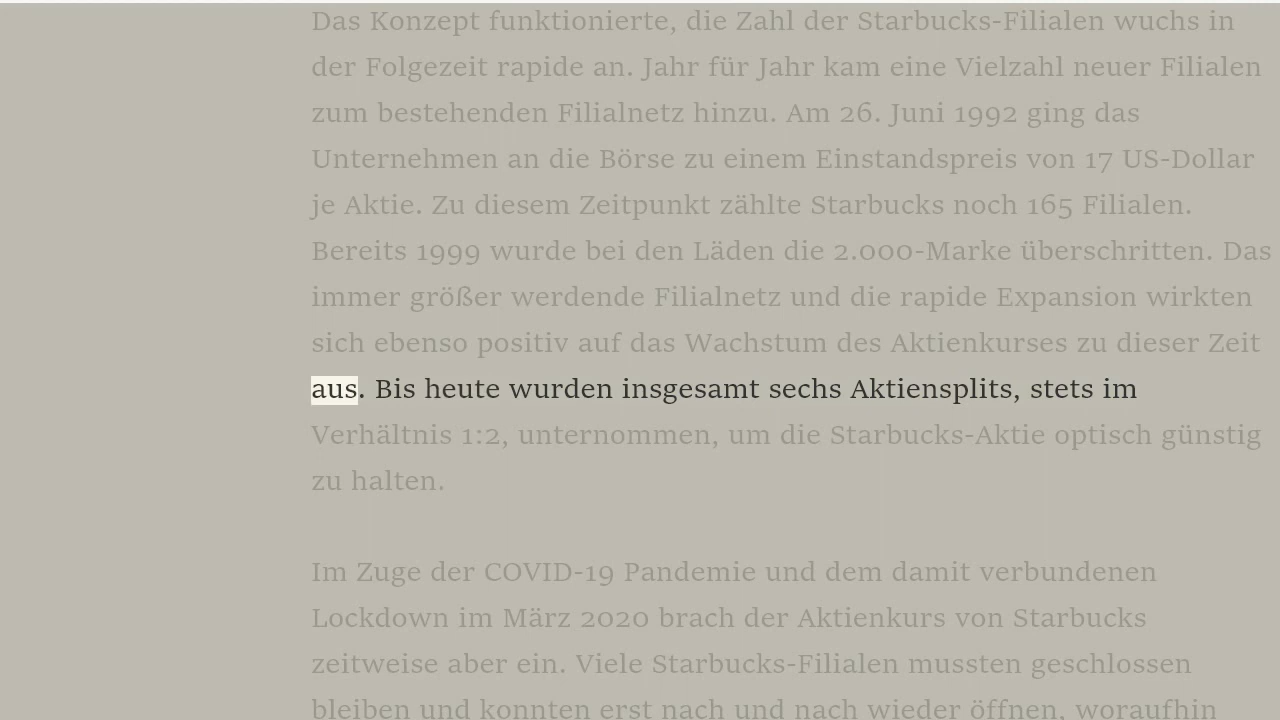 Das Konzept funktionierte, die Zahl der Starbucks-Filialen wuchs in
der Folgezeit rapide an. Jahr für Jahr kam eine Vielzahl neuer Filialen
zum bestehenden Filialnetz hinzu. Am 26. Juni 1992 ging das
Unternehmen an die Börse zu einem Einstandspreis von 17 US-Dollar
je Aktie. Zu diesem Zeitpunkt zählte Starbucks noch 165 Filialen.
Bereits 1999 wurde bei den Läden die 2.000-Marke überschritten. Das
immer größer werdende Filialnetz und die rapide Expansion wirkten
sich ebenso positiv auf das Wachstum des Aktienkurses zu dieser Zeit
aus. Bis heute wurden insgesamt sechs Aktiensplits, stets im
Verhältnis 1:2, unternommen, um die Starbucks-Aktie optisch günstig
zu halten.
Im Zuge der COVID-19 Pandemie und dem damit verbundenen
Lockdown im März 2020 brach der Aktienkurs von Starbucks
zeitweise aber ein. Viele Starbucks-Filialen mussten geschlossen
bleiben und konnten erst nach und nach wieder öffnen, woraufhin